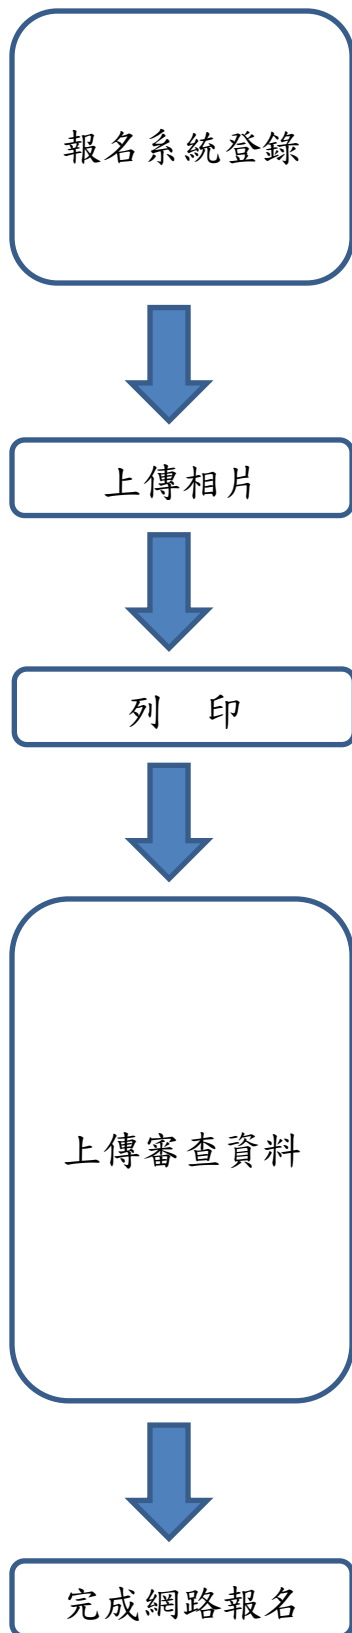 報名系統登錄
上傳相片
列　印
上傳審查資料
完成網路報名